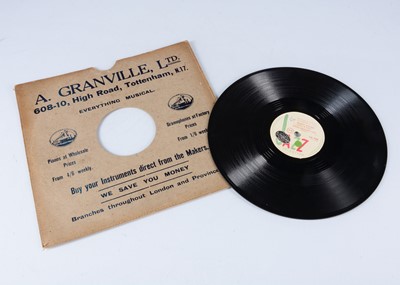 A. GRANVILLE, LTD.
608-10, High Road, Tottenham, N.17.
EVERYTHING MUSICAL.
Pianos at Wholesale
Prices
From 4/6 weekly.
Gramophones at Factory
Prices
From 1/6 weekly.
Buy your Instruments direct from the Makers.
WE SAVE YOU MONEY
Branches throughout London and Provinces